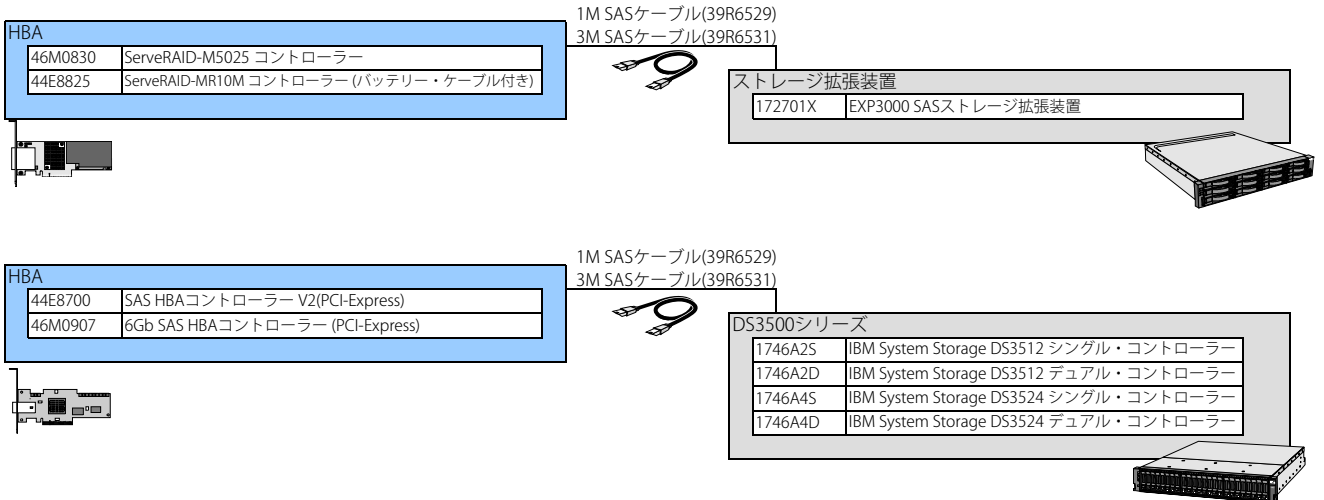 1M SASケーブル(39R6529)
3M SASケーブル(39R6531)
HBA
46M0830 ServeRAID-M5025 コントローラー
44E8825 ServeRAID-MR10M コントローラー (バッテリー・ケーブル付き)
ストレージ拡張装置
172701X EXP3000 SASストレージ拡張装置
1M SASケーブル(39R6529)
3M SASケーブル(39R6531)
HBA
44E8700 SAS HBAコントローラー V2(PCI-Express)
46M0907 6Gb SAS HBAコントローラー (PCI-Express)
DS3500シリーズ
1746A2S IBM System Storage DS3512 シングル・コントローラー
1746A2D IBM System Storage DS3512 デュアル・コントローラー
1746A4S IBM System Storage DS3524 シングル・コントローラー
1746A4D IBM System Storage DS3524 デュアル・コントローラー